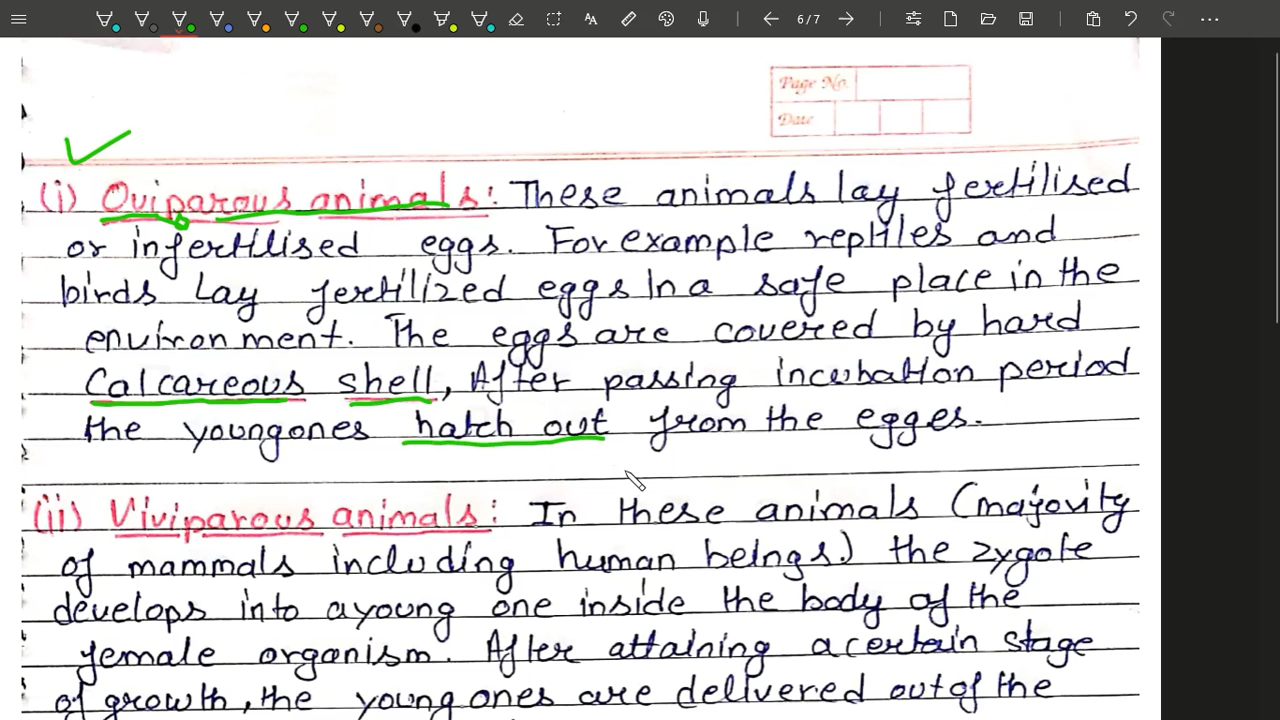 6/7
Page No.
Date
(i) Oviparous animals: These animals lay fertilised
or infertilised eggs. For example reptiles and
birds lay fertilized eggs In a safe place in the
environment. The eggs are covered by hard
Calcareous shell, After passing incubation period
the youngones hatch out from the egges.
(ii) Viviparous animals: In these animals (majority
of mammals including human beings.) the zygote
develops into a young one inside the body of the
female organism. After attaining a certain stage
of growth, the young ones are delivered out of the